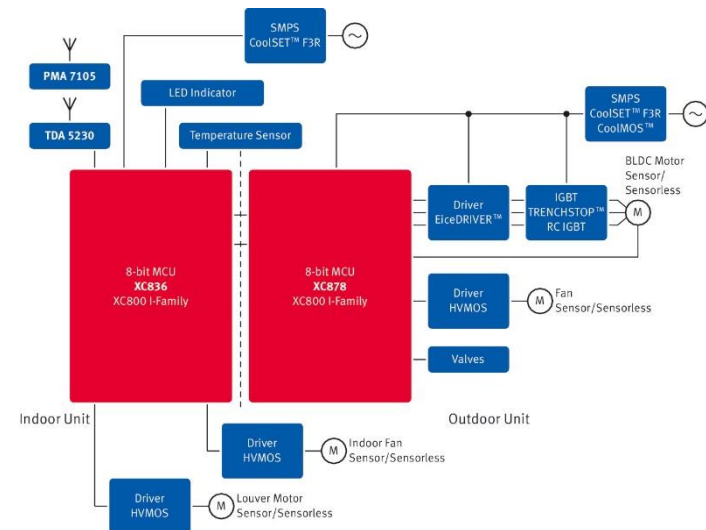 SMPS
CoolSET™ F3R
PMA 7105
LED Indicator
SMPS
CoolSET™ F3R
CoolMOS™
TDA 5230
Temperature Sensor
BLDC Motor
Sensor/
Sensorless
Driver
EiceDRIVER™
IGBT
TRENCHSTOP™
RC IGBT
M
8-bit MCU
XC836
XC800 I-Family
8-bit MCU
XC878
XC800 I-Family
Driver
HVMOS
M
Fan
Sensor/Sensorless
Valves
Indoor Unit
Outdoor Unit
Driver
HVMOS
M
Indoor Fan
Sensor/Sensorless
Driver
HVMOS
M
Louver Motor
Sensor/Sensorless